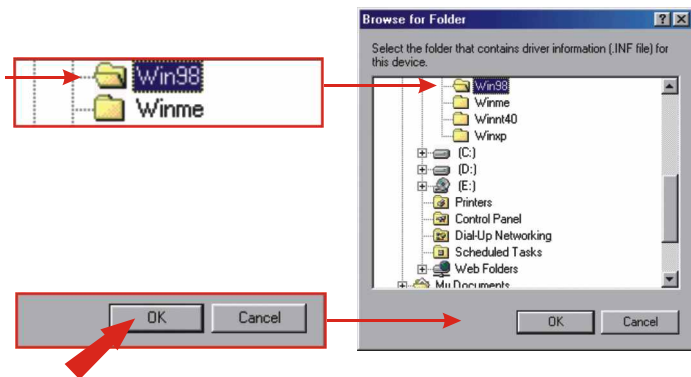 Win98
Winme
OK
Cancel
Browse for Folder
Select the folder that contains driver information (.INF file) for
this device.
Win98
Winme
Winnt40
Winxp
(C:)
(D:)
(E:)
Printers
Control Panel
Dial-Up Networking
Scheduled Tasks
Web Folders
My Documents
OK
Cancel